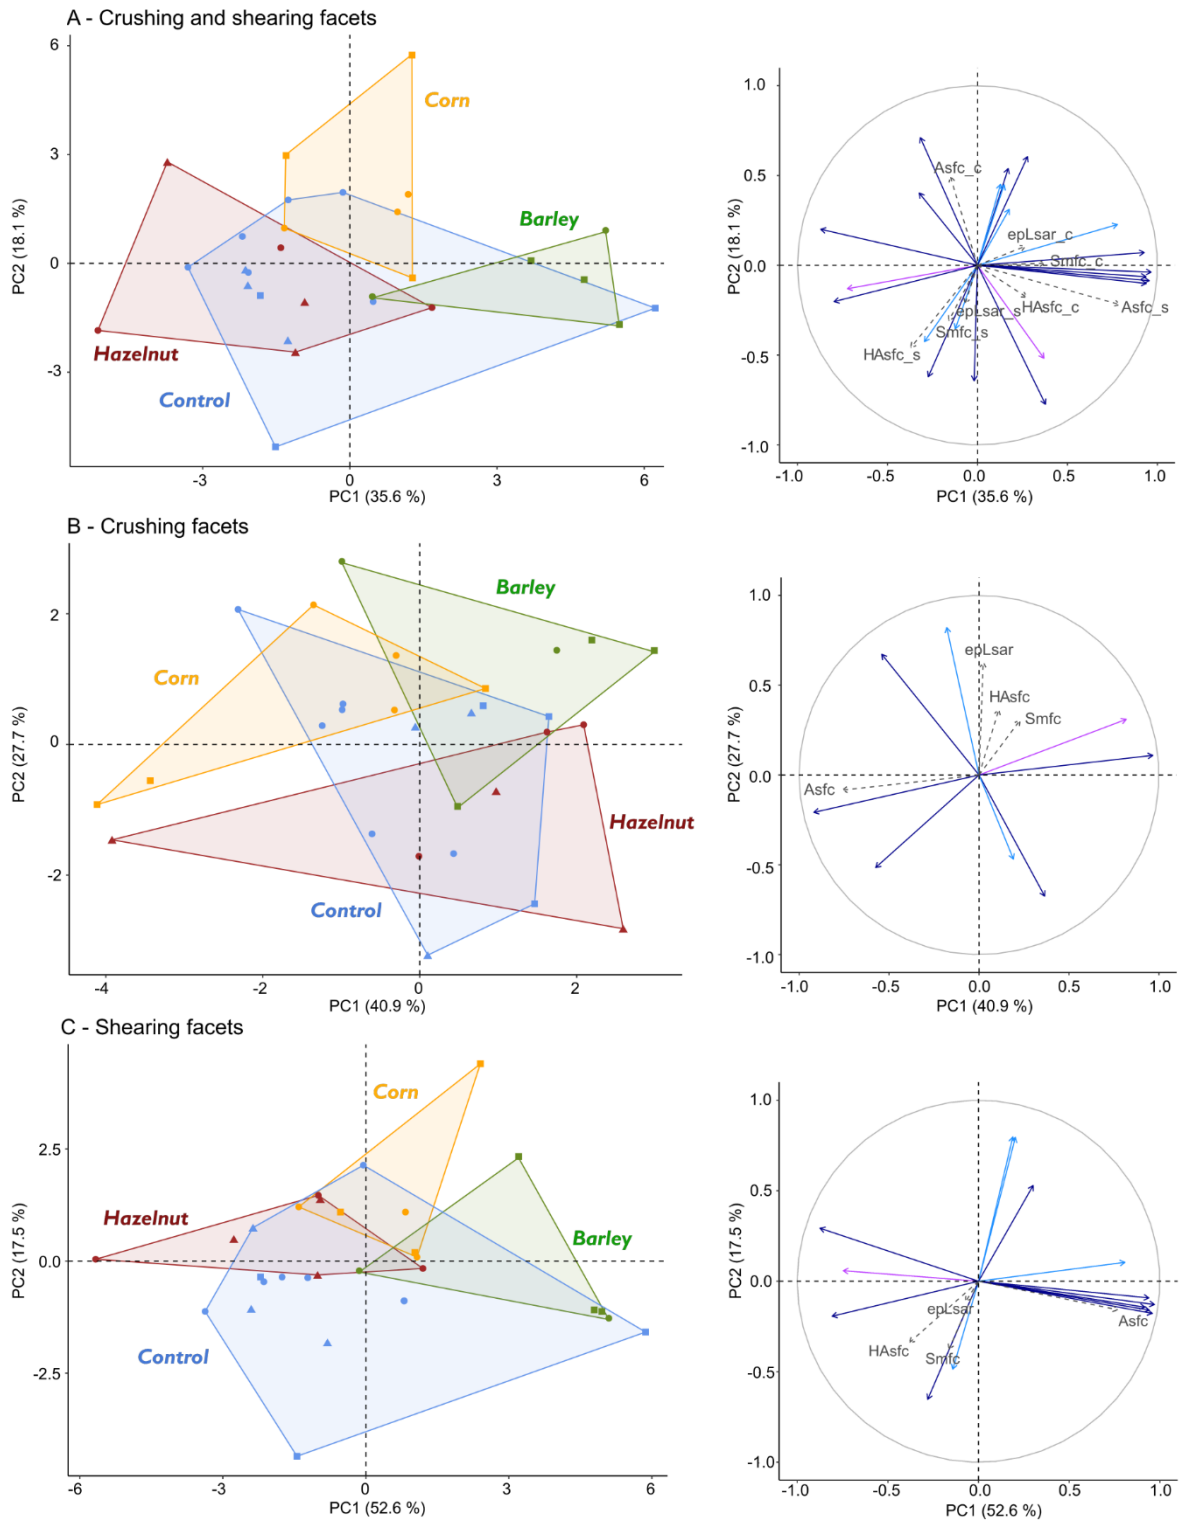 A - Crushing and shearing facets
6
3
0
-3
PC2 (18.1 %)
Corn
Barley
Hazelnut
Control
-3
0
3
6
PC1 (35.6 %)
1.0
0.5
0.0
-0.5
-1.0
PC2 (18.1 %)
Asfc_c
epLsar_c
Smfc_c
HAsfc_c
Asfc_s
epLsar_s
Smfc_s
HAsfc_s
-1.0
-0.5
0.0
0.5
1.0
PC1 (35.6 %)
B - Crushing facets
2
0
-2
PC2 (27.7 %)
Barley
Corn
Hazelnut
Control
-4
-2
0
2
PC1 (40.9 %)
1.0
0.5
0.0
-0.5
-1.0
PC2 (27.7 %)
epLsar
HAsfc
Smfc
Asfc
-1.0
-0.5
0.0
0.5
1.0
PC1 (40.9 %)
C - Shearing facets
2.5
0.0
-2.5
PC2 (17.5 %)
Corn
Hazelnut
Barley
Control
-6
-3
0
3
6
PC1 (52.6 %)
1.0
0.5
0.0
-0.5
-1.0
PC2 (17.5 %)
epLsar
Asfc
HAsfc
Smfc
-1.0
-0.5
0.0
0.5
1.0
PC1 (52.6 %)